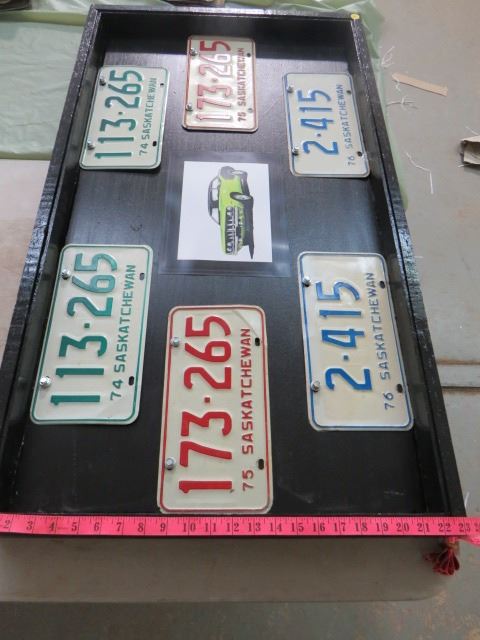 113·265
74 SASKATCHEWAN
173·265
75 SASKATCHEWAN
2·415
76 SASKATCHEWAN
113·265
74 SASKATCHEWAN
173·265
75 SASKATCHEWAN
2·415
76 SASKATCHEWAN
2 3 4 5 6 7 8 9 10 11 12 13 14 15 16 17 18 19 20 21 22 23